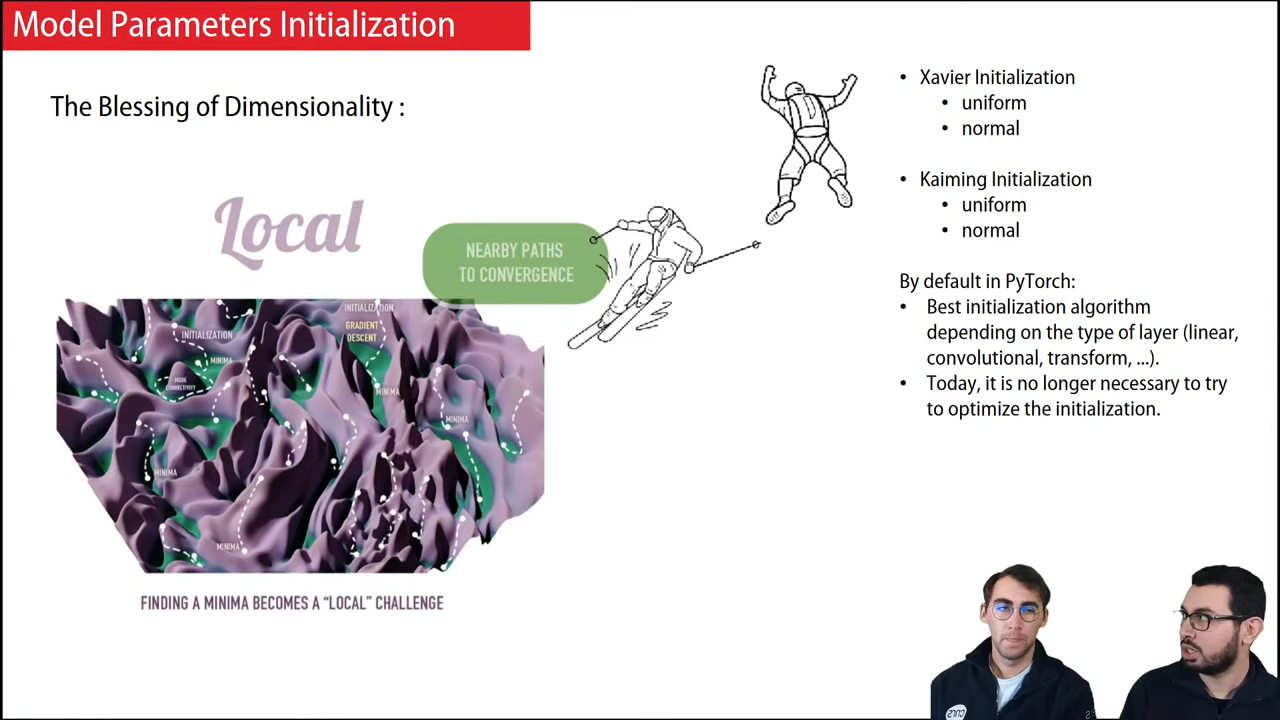 Model Parameters Initialization
The Blessing of Dimensionality :
Local
NEARBY PATHS
TO CONVERGENCE
INITIALIZATION
GRADIENT
DESCENT
INITIALIZATION
MINIMA
MODE
CONNECTIVITY
MINIMA
MINIMA
MINIMA
MINIMA
FINDING A MINIMA BECOMES A “LOCAL” CHALLENGE
• Xavier Initialization
• uniform
• normal
• Kaiming Initialization
• uniform
• normal
By default in PyTorch:
• Best initialization algorithm
depending on the type of layer (linear,
convolutional, transform, ...).
• Today, it is no longer necessary to try
to optimize the initialization.
cnrs